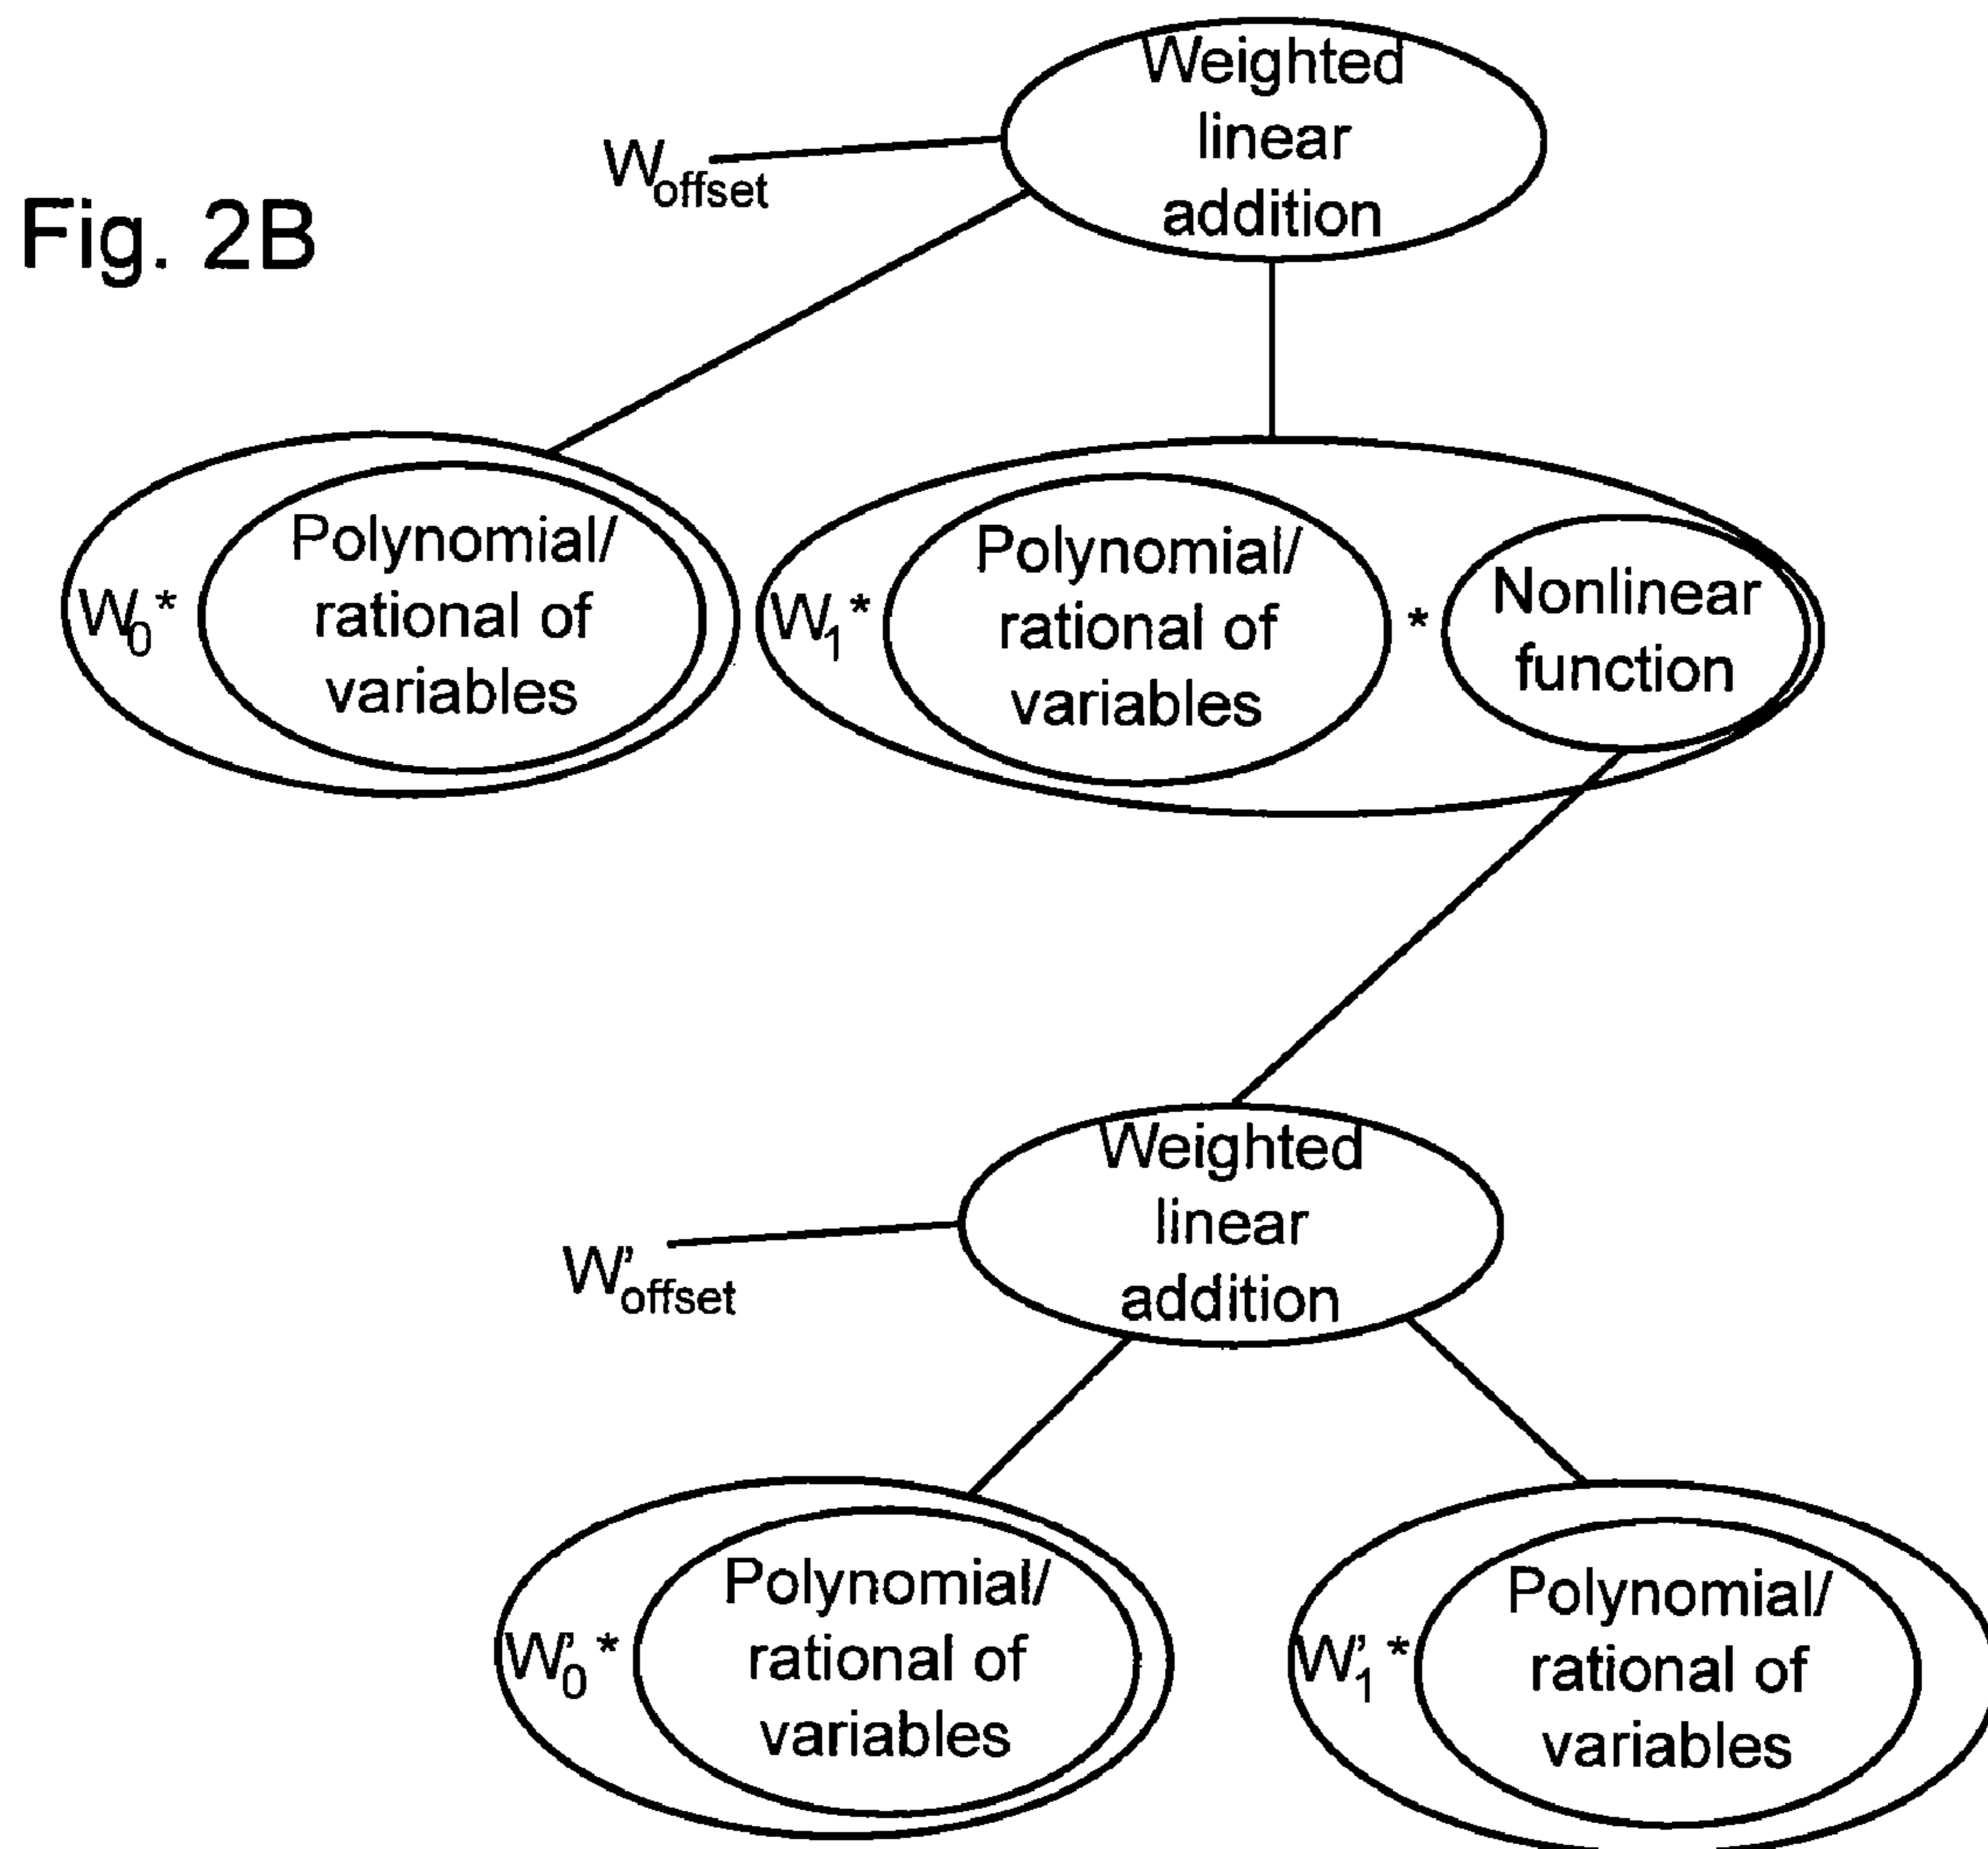 Fig. 2B
Weighted
linear
addition
Woffset
W0*
Polynomial/
rational of
variables
W1*
Polynomial/
rational of
variables
*
Nonlinear
function
Weighted
linear
addition
W'offset
W'0*
Polynomial/
rational of
variables
W'1*
Polynomial/
rational of
variables